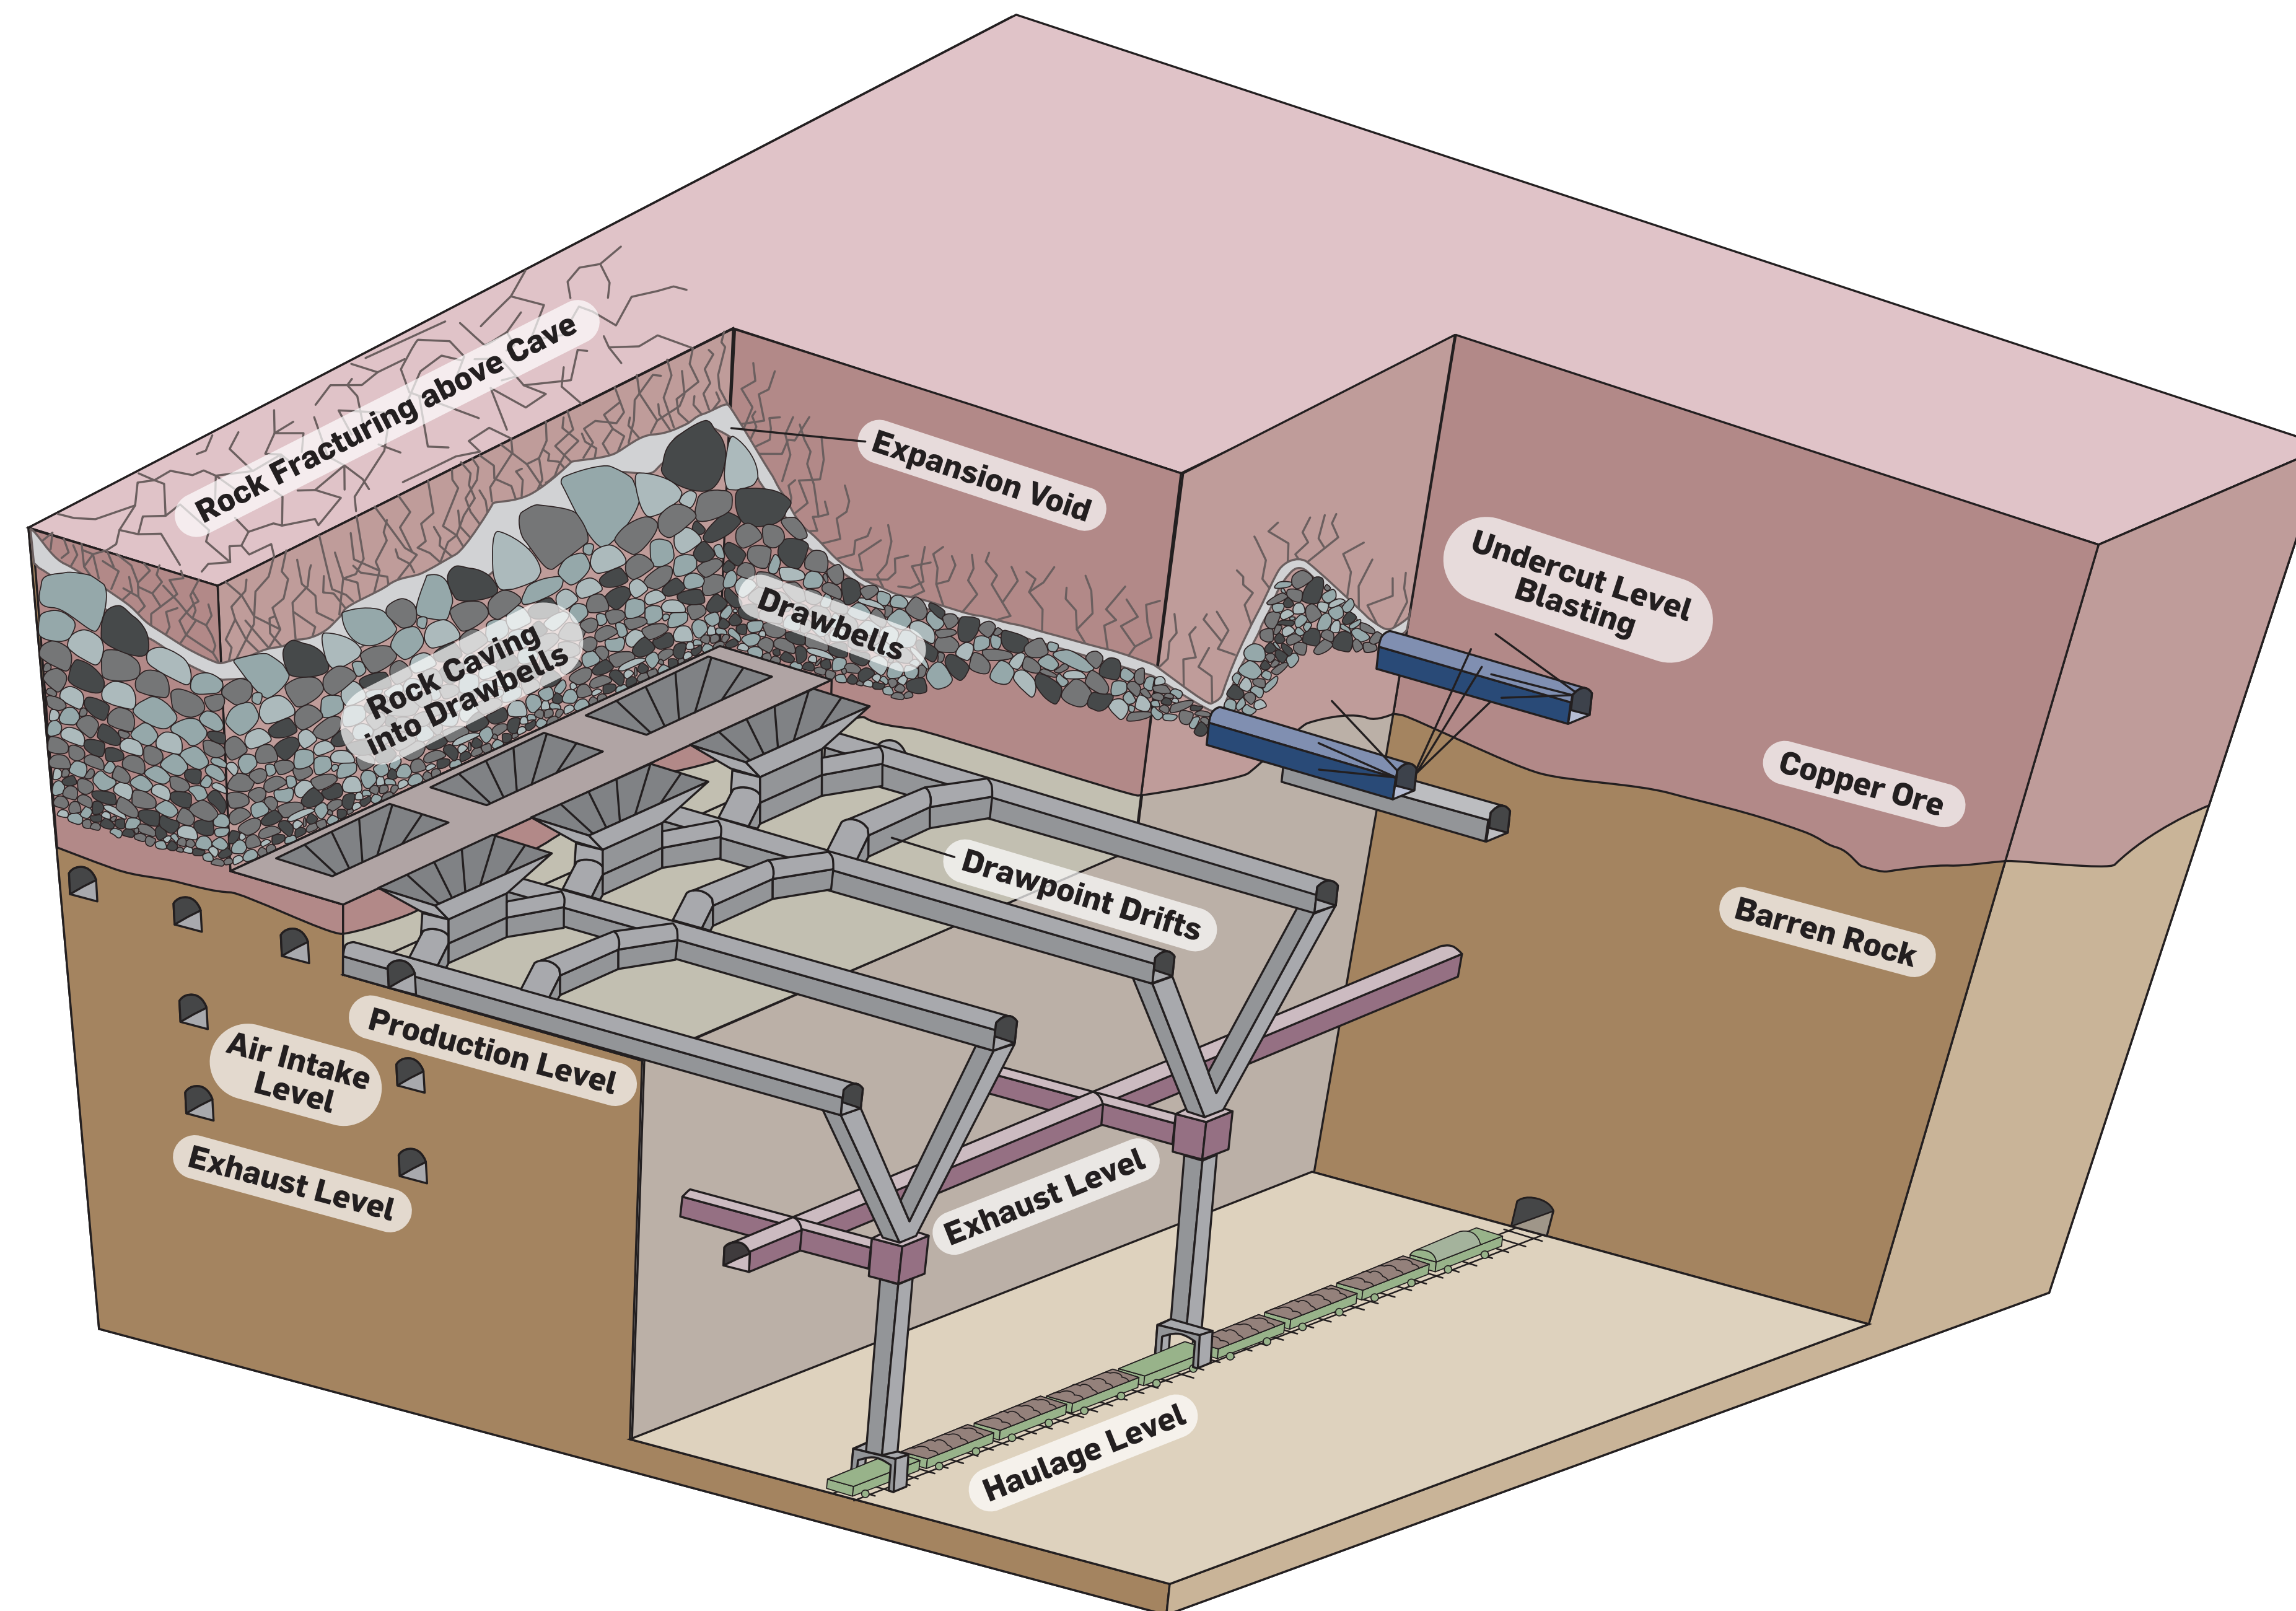 Rock Fracturing above Cave
Expansion Void
Undercut Level
Blasting
Drawbells
Rock Caving
into Drawbells
Copper Ore
Drawpoint Drifts
Barren Rock
Production Level
Air Intake
Level
Exhaust Level
Exhaust Level
Haulage Level